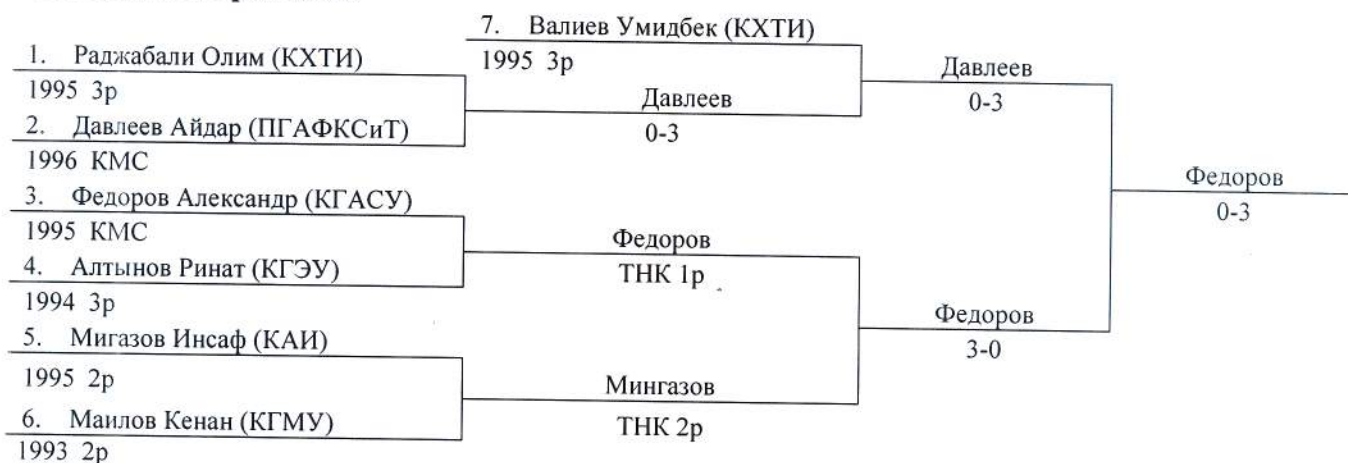 7. Валиев Умидбек (КХТИ)
1. Раджабали Олим (КХТИ)
1995 3р
Давлеев
1995 3р
Давлеев
0-3
2. Давлеев Айдар (ПГАФКСиТ)
0-3
1996 КМС
Федоров
3. Федоров Александр (КГАСУ)
0-3
1995 КМС
Федоров
4. Алтынов Ринат (КГЭУ)
ТНК 1р
1994 3р
Федоров
5. Мигазов Инсаф (КАИ)
3-0
1995 2р
Мингазов
6. Маилов Кенан (КГМУ)
ТНК 2р
1993 2р